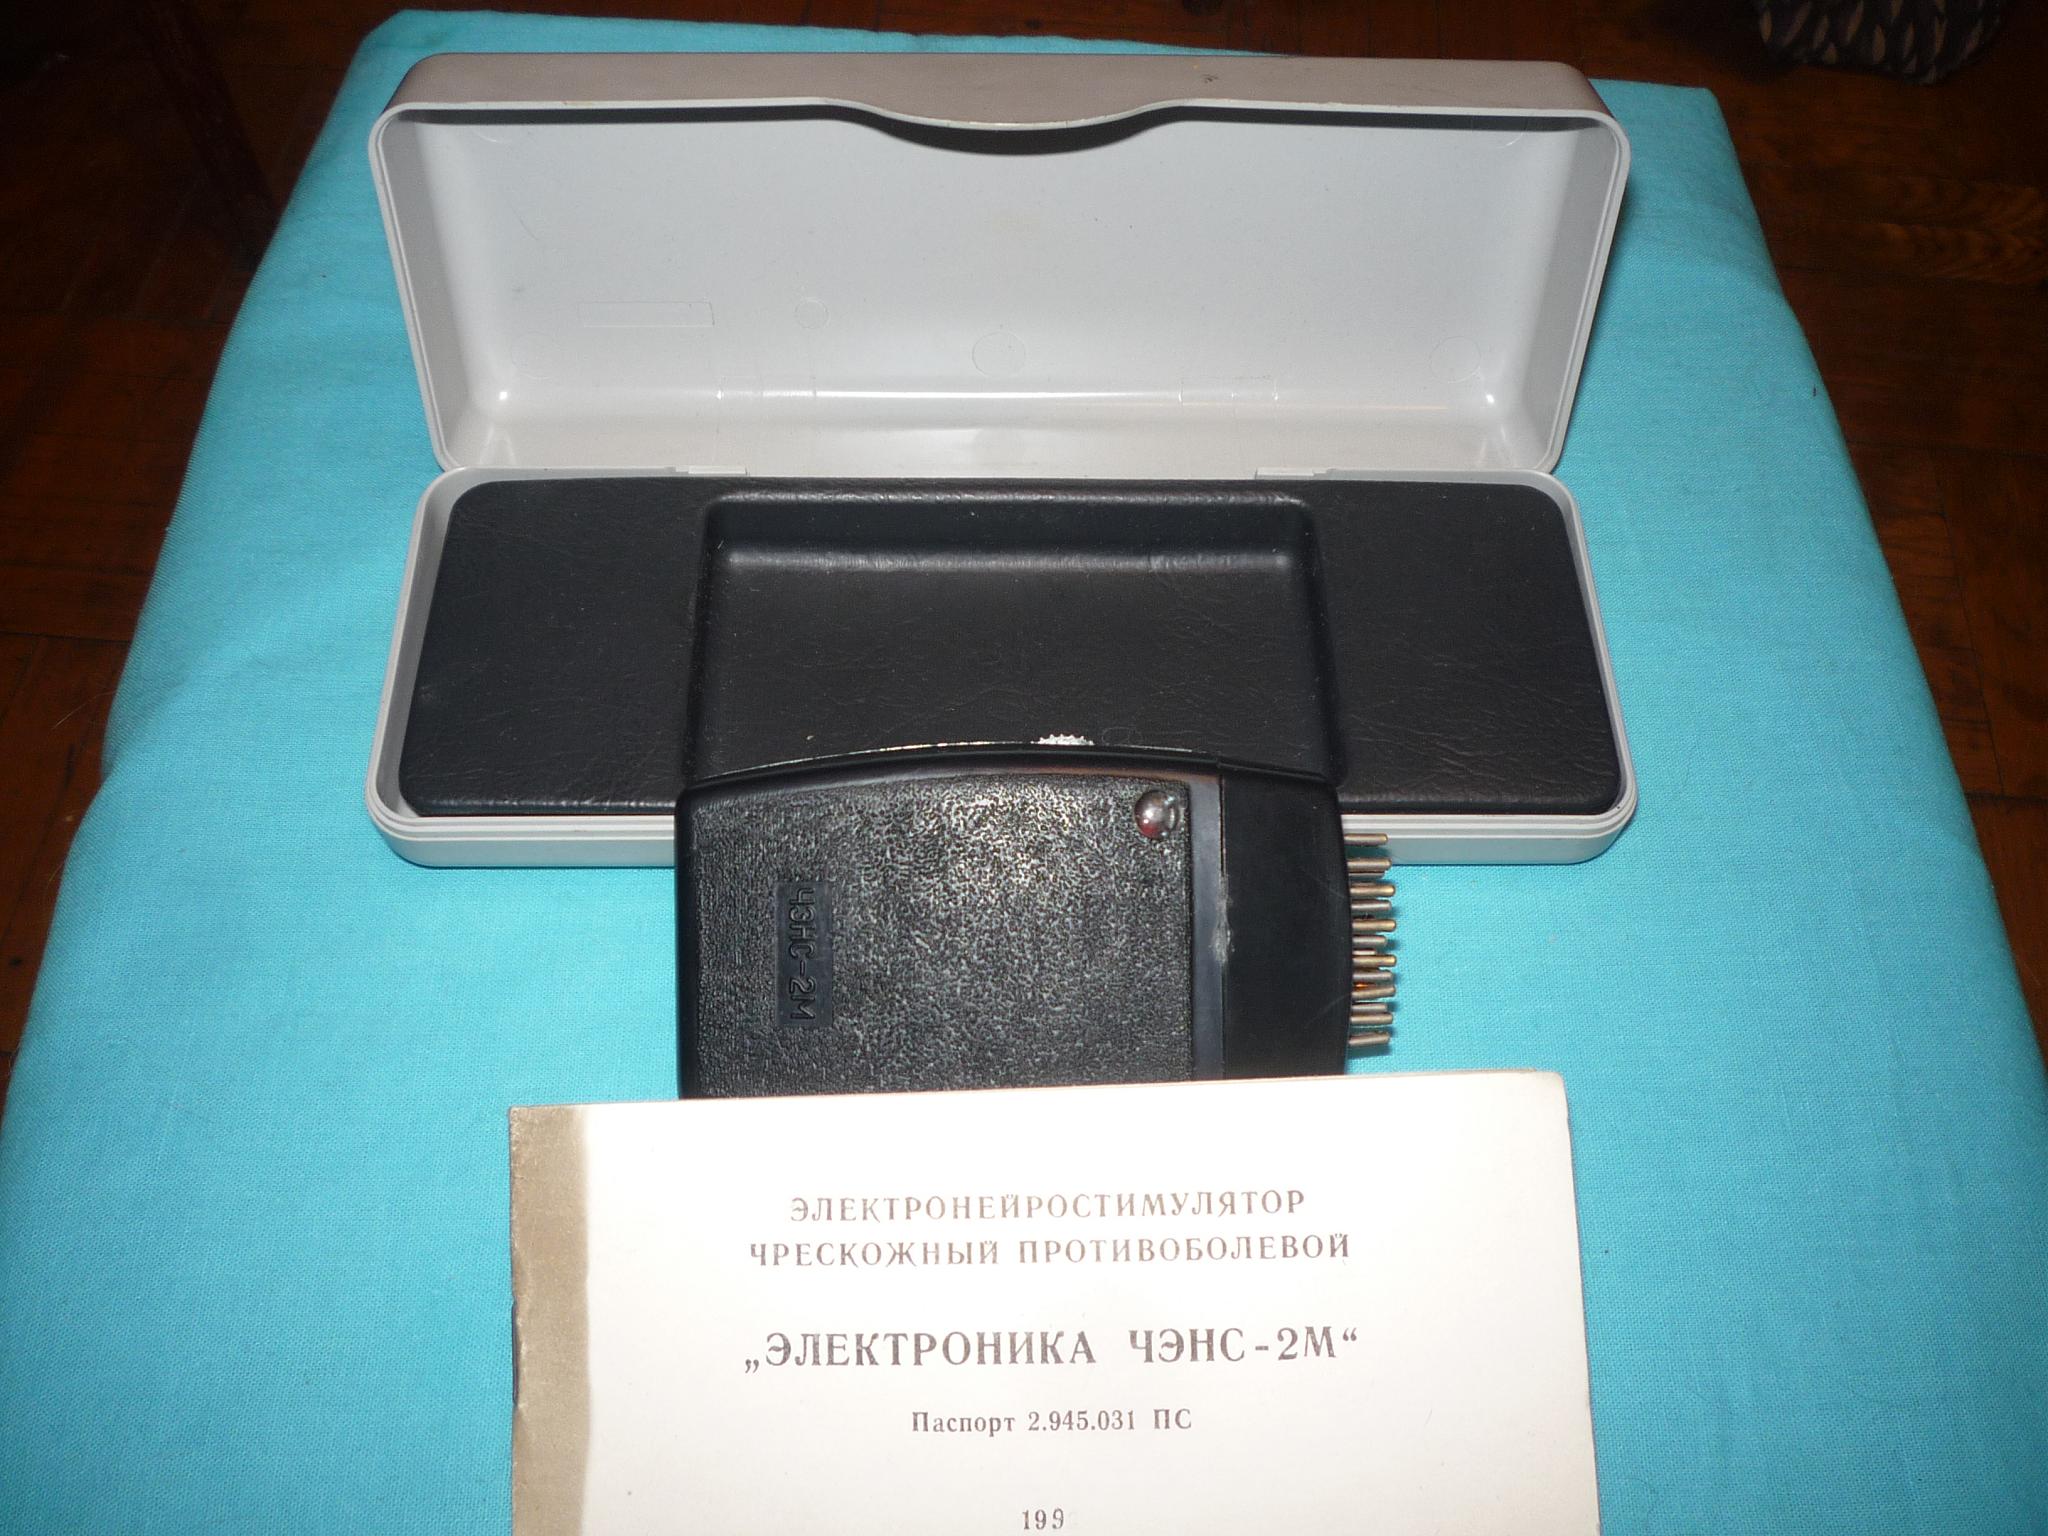 ЧЭНС-2М
ЭЛЕКТРОНЕЙРОСТИМУЛЯТОР
ЧРЕСКОЖНЫЙ ПРОТИВОБОЛЕВОЙ
„ЭЛЕКТРОНИКА ЧЭНС-2М“
Паспорт 2.945.031 ПС
199